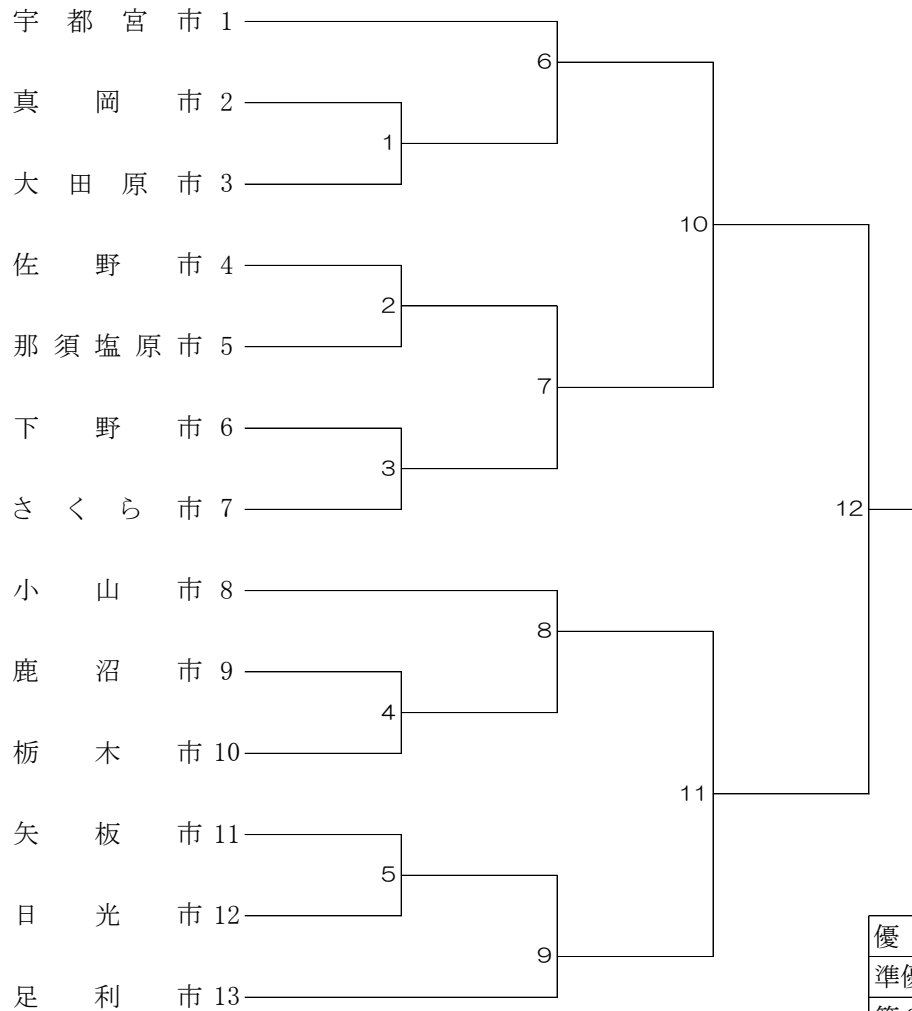 宇都宮市 1
6
真岡市 2
1
大田原市 3
10
佐野市 4
2
那須塩原市 5
7
下野市 6
3
さくら市 7
12
小山市 8
8
鹿沼市 9
4
栃木市 10
11
矢板市 11
5
日光市 12
優
9
準優
足利市 13